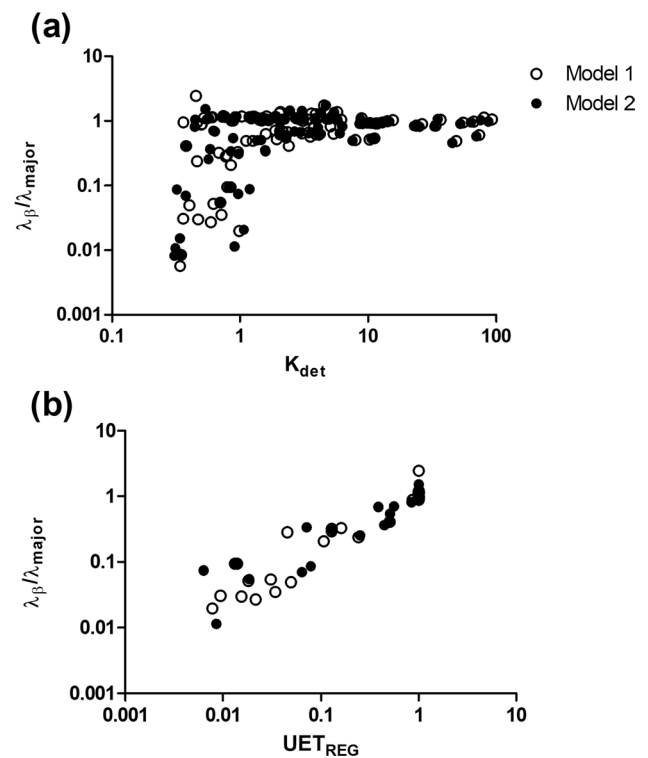 (a)
10
1
0.1
0.01
0.001
λβ/λmajor
0.1 1 10 100
Kdet
Model 1
Model 2
(b)
10
1
0.1
0.01
0.001
λβ/λmajor
0.001 0.01 0.1 1 10
UETREG